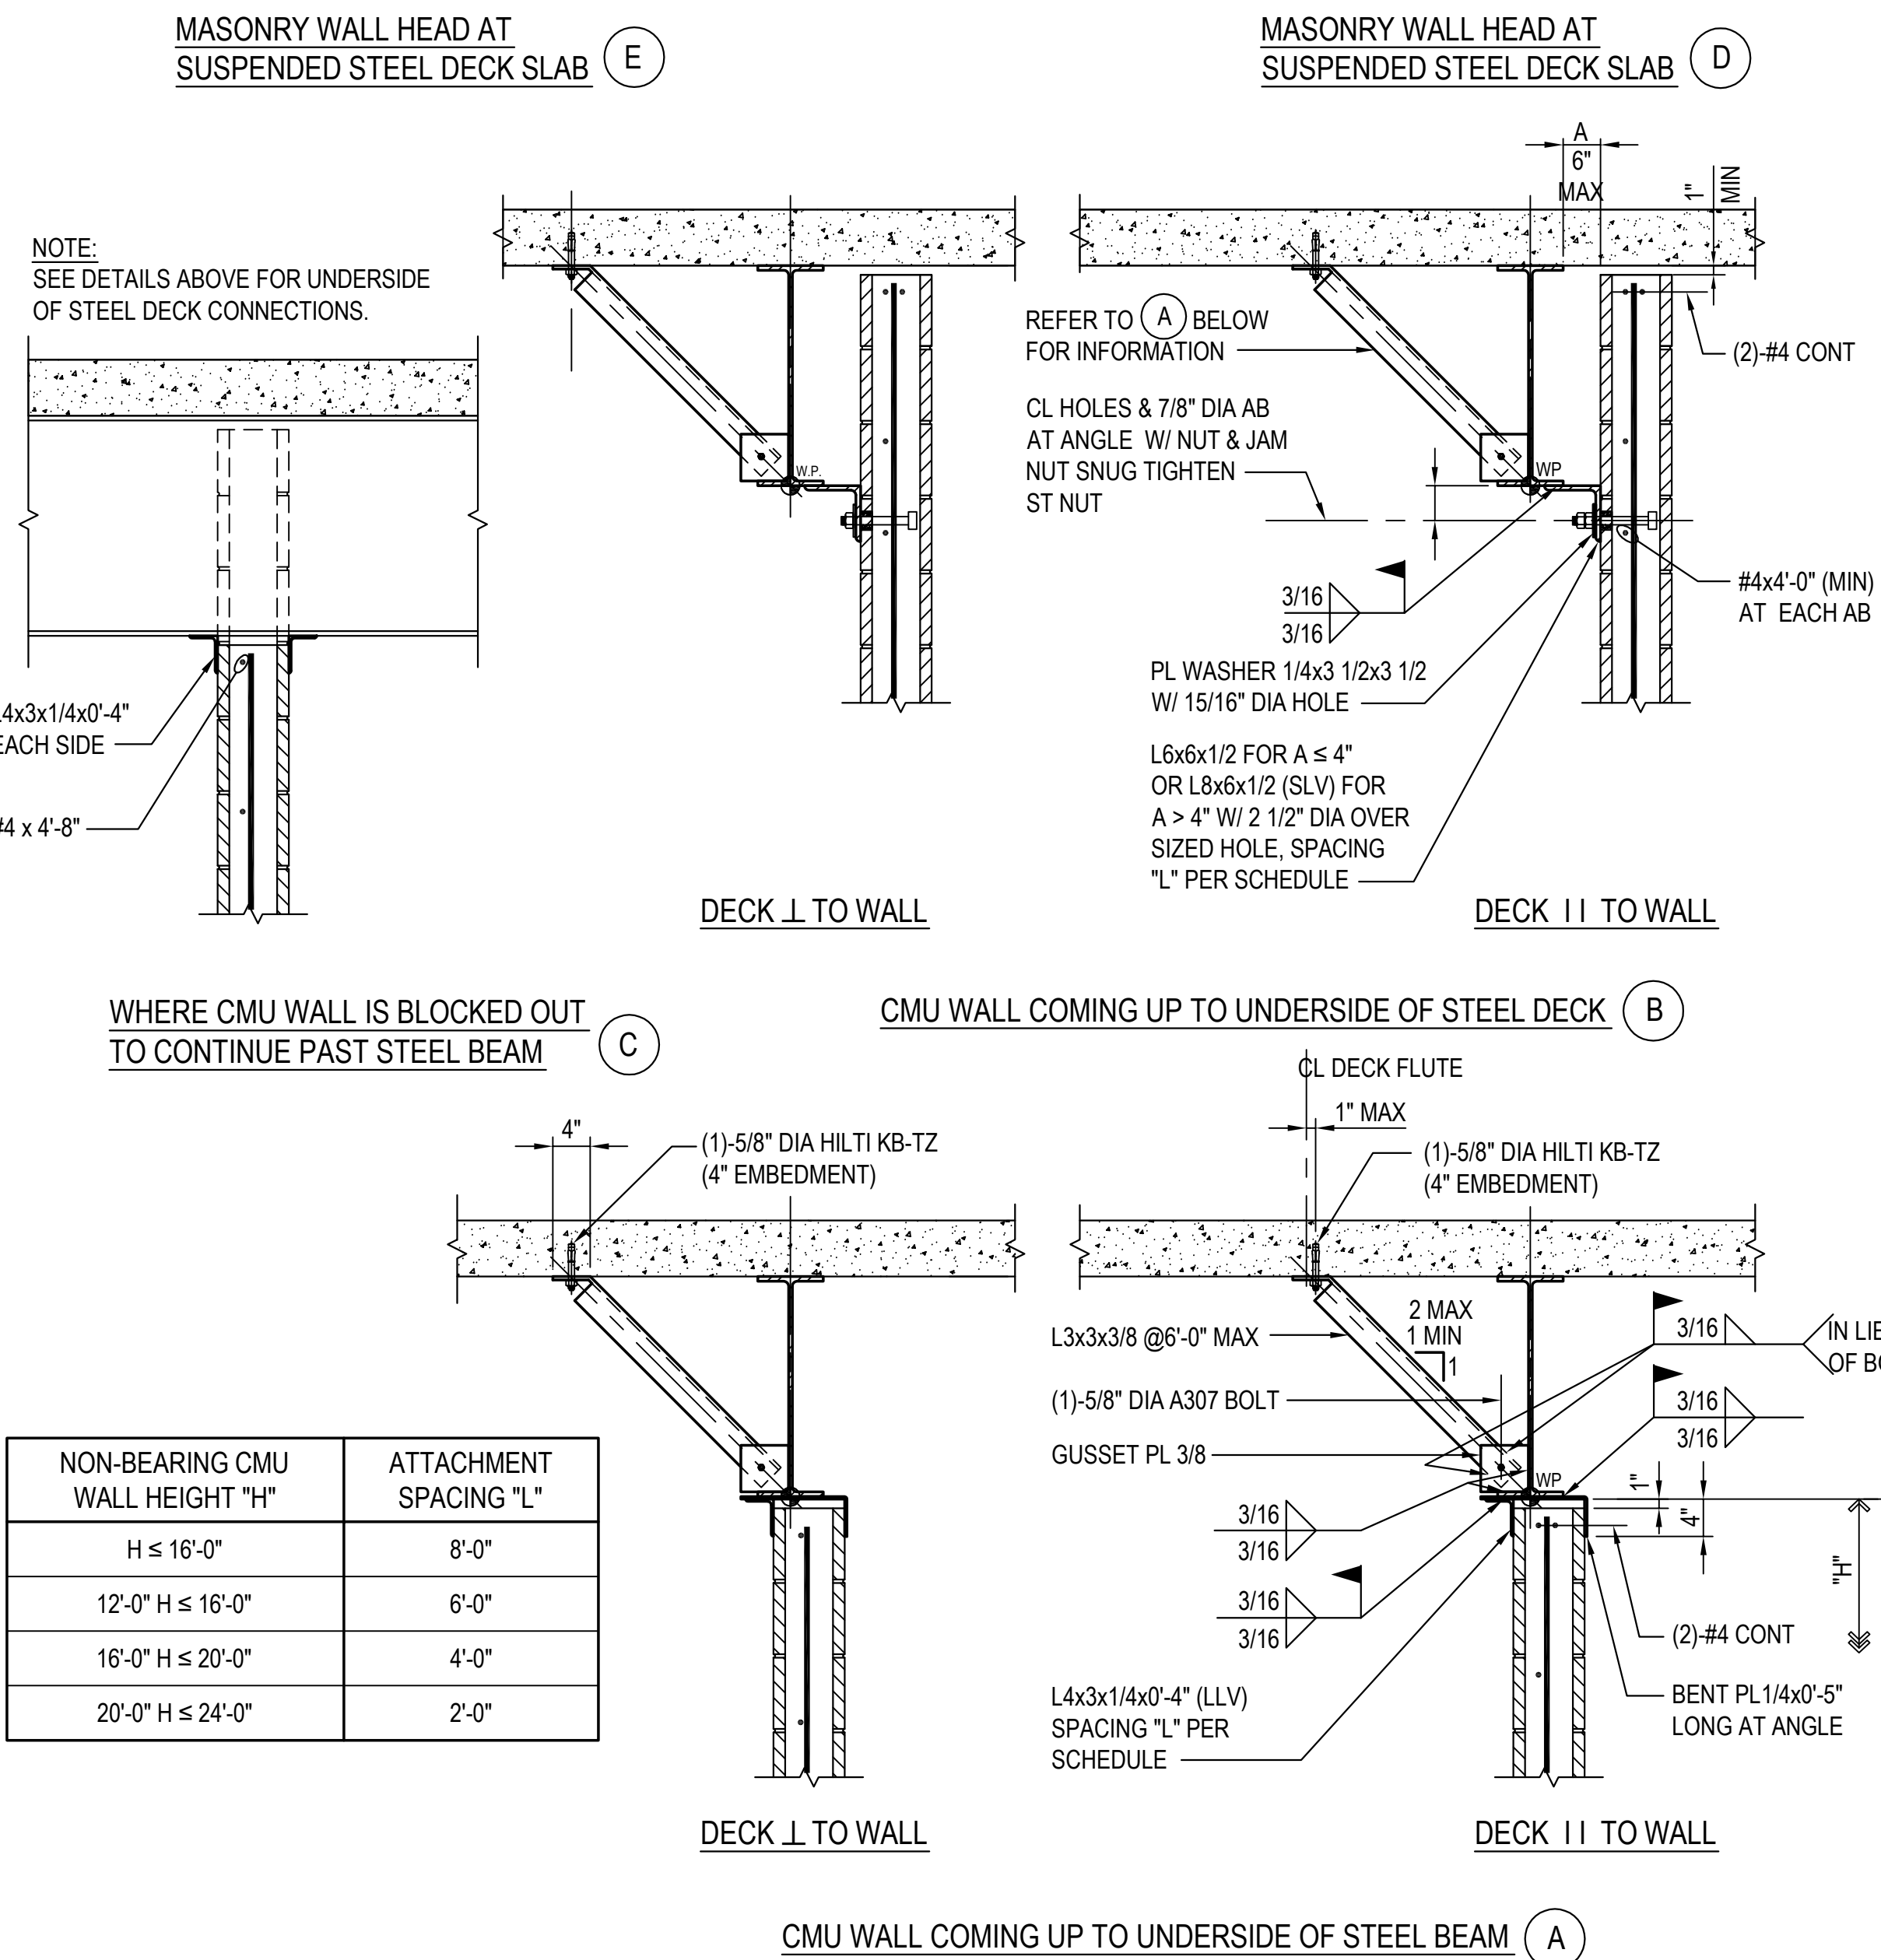 MASONRY WALL HEAD AT
SUSPENDED STEEL DECK SLAB
E
MASONRY WALL HEAD AT
SUSPENDED STEEL DECK SLAB
D
NOTE:
SEE DETAILS ABOVE FOR UNDERSIDE
OF STEEL DECK CONNECTIONS.
L4x3x1/4x0'-4"
EACH SIDE
#4 x 4'-8"
W.P.
DECK ⊥ TO WALL
A
6"
MAX
1"
MIN
REFER TO A BELOW
FOR INFORMATION
(2)-#4 CONT
CL HOLES & 7/8" DIA AB
AT ANGLE W/ NUT & JAM
NUT SNUG TIGHTEN
ST NUT
WP
3/16
3/16
#4x4'-0" (MIN)
AT EACH AB
PL WASHER 1/4x3 1/2x3 1/2
W/ 15/16" DIA HOLE
L6x6x1/2 FOR A ≤ 4"
OR L8x6x1/2 (SLV) FOR
A > 4" W/ 2 1/2" DIA OVER
SIZED HOLE, SPACING
"L" PER SCHEDULE
DECK II TO WALL
WHERE CMU WALL IS BLOCKED OUT
TO CONTINUE PAST STEEL BEAM
C
CMU WALL COMING UP TO UNDERSIDE OF STEEL DECK
B
4"
(1)-5/8" DIA HILTI KB-TZ
(4" EMBEDMENT)
CL DECK FLUTE
1" MAX
(1)-5/8" DIA HILTI KB-TZ
(4" EMBEDMENT)
L3x3x3/8 @6'-0" MAX
2 MAX
1 MIN
1
3/16
IN
OF
(1)-5/8" DIA A307 BOLT
3/16
3/16
GUSSET PL 3/8
WP
1"
4"
"H"
3/16
3/16
3/16
3/16
(2)-#4 CONT
L4x3x1/4x0'-4" (LLV)
SPACING "L" PER
SCHEDULE
BENT PL1/4x0'-5"
LONG AT ANGLE
NON-BEARING CMU WALL HEIGHT "H"
ATTACHMENT SPACING "L"
H ≤ 16'-0" 8'-0"
12'-0" H ≤ 16'-0" 6'-0"
16'-0" H ≤ 20'-0" 4'-0"
20'-0" H ≤ 24'-0" 2'-0"
DECK ⊥ TO WALL
DECK II TO WALL
CMU WALL COMING UP TO UNDERSIDE OF STEEL BEAM
A